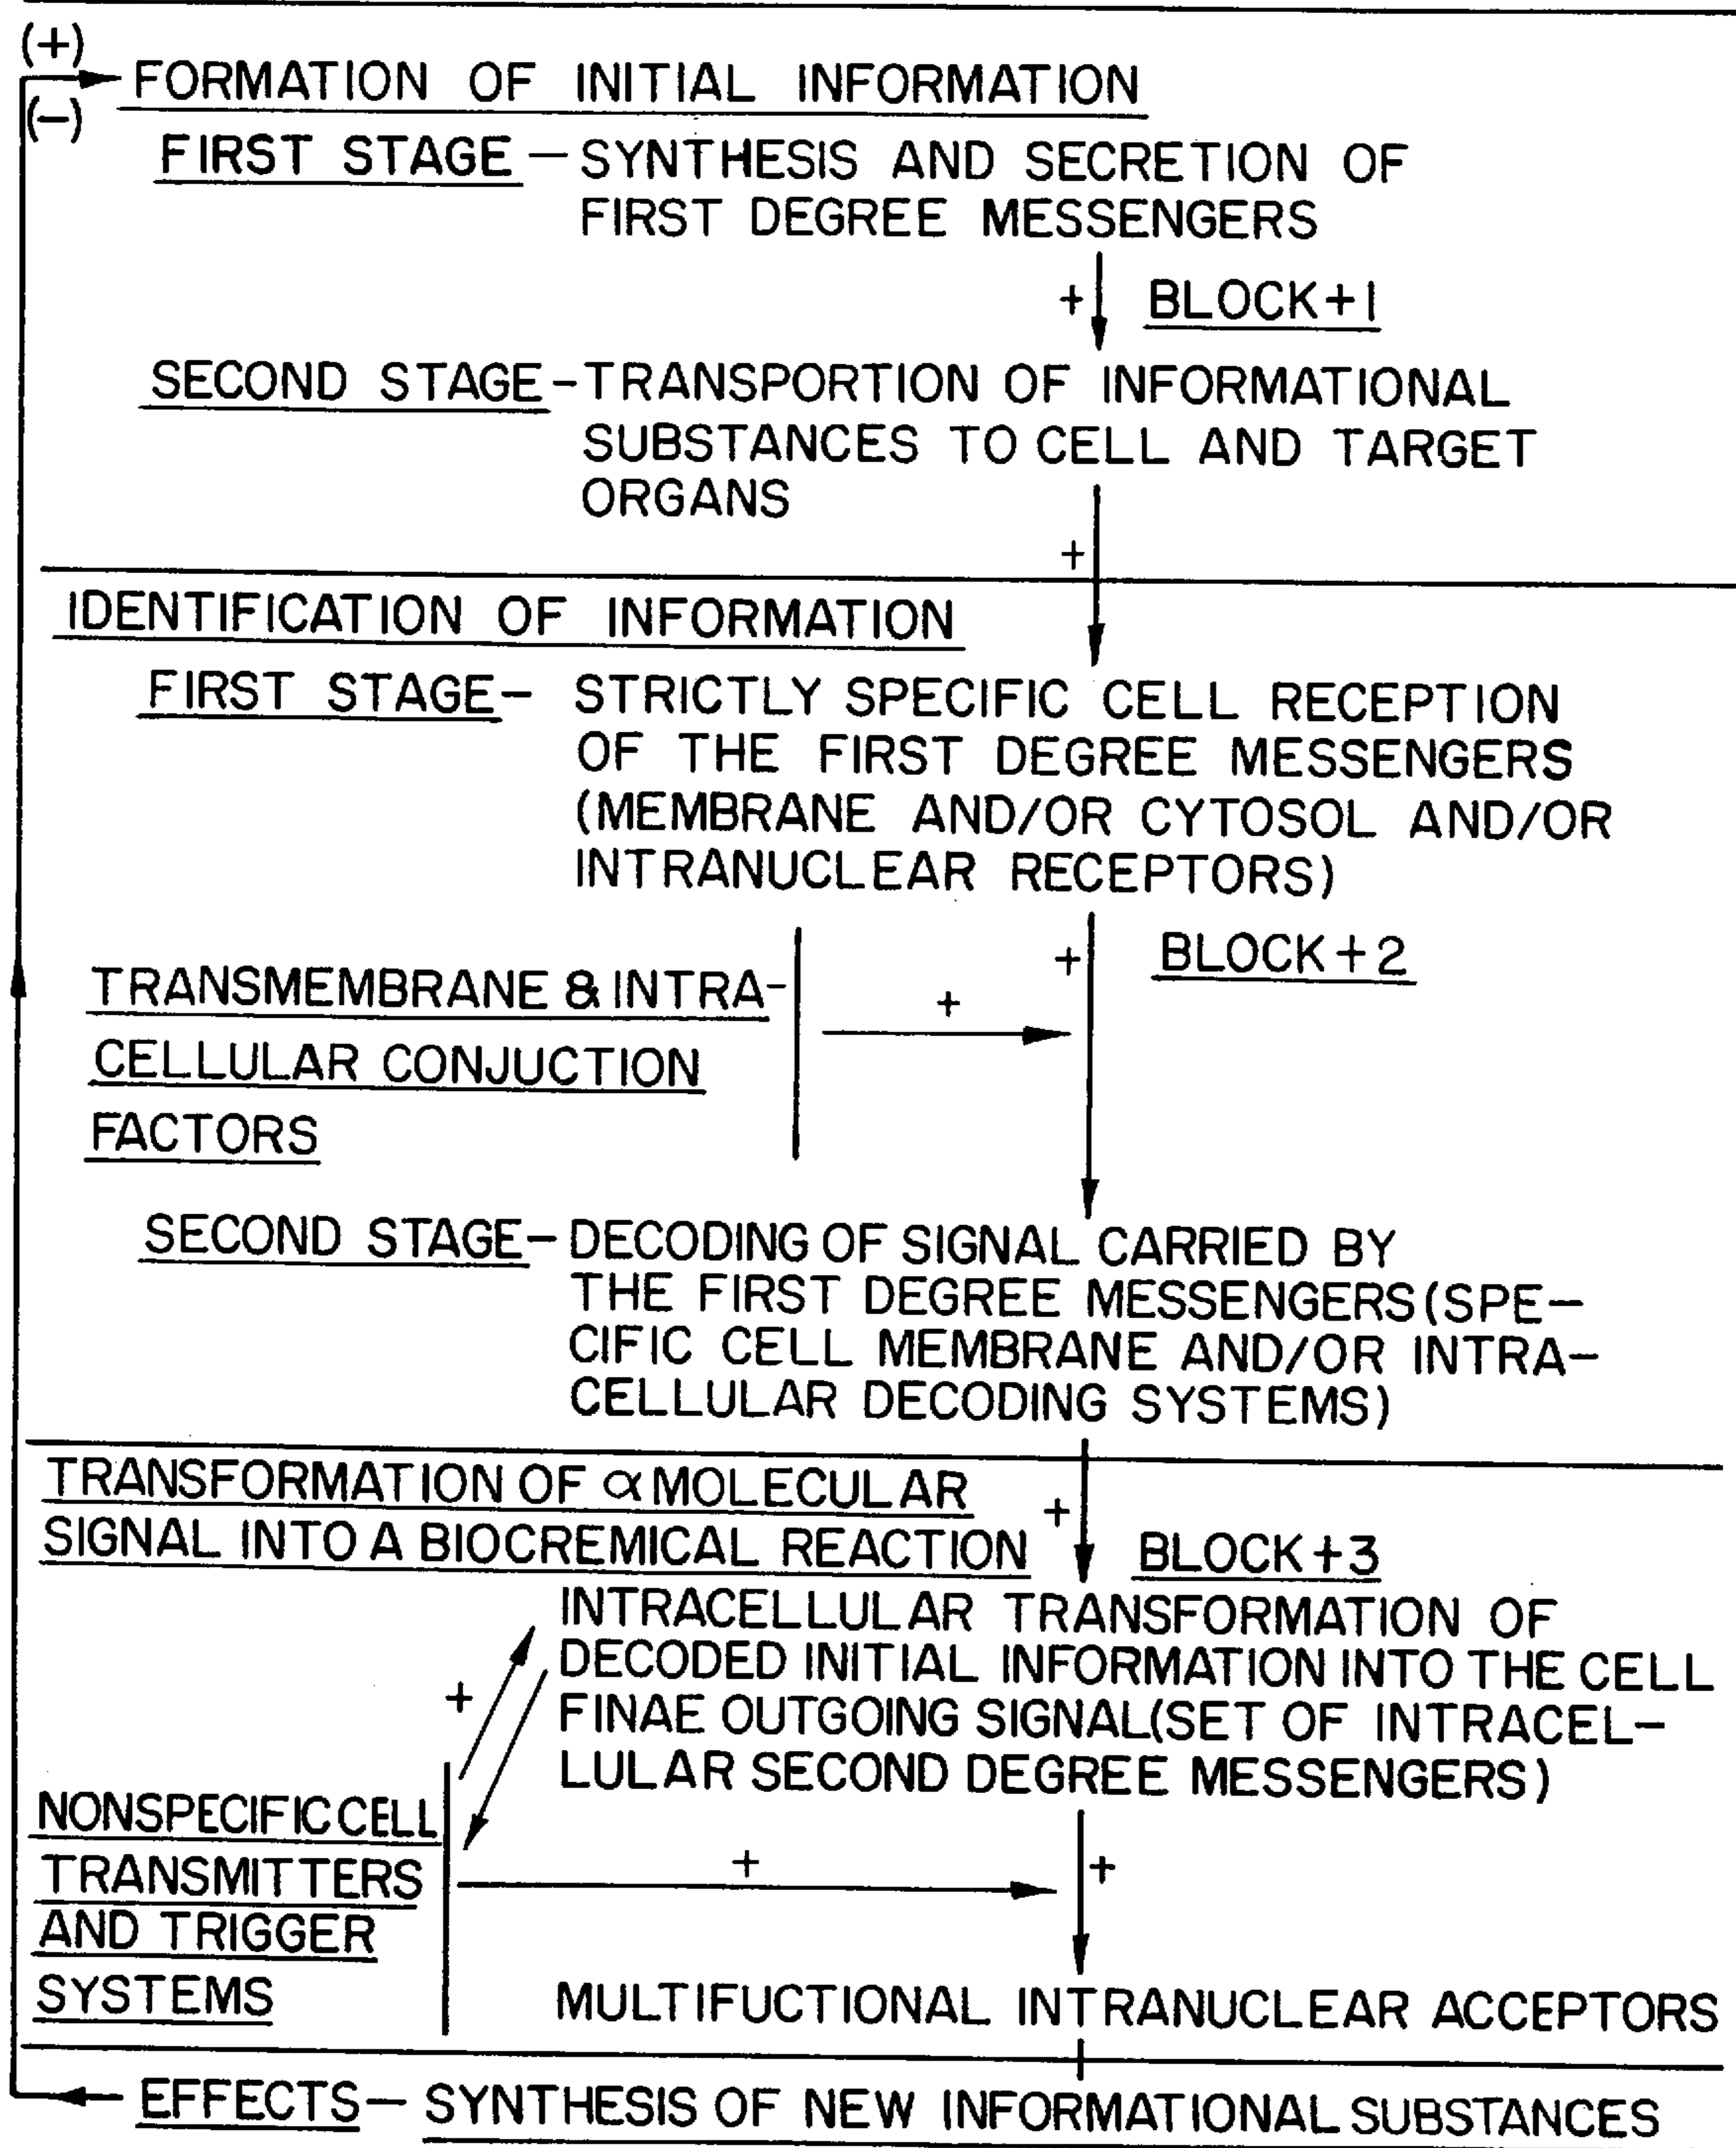 (+)
FORMATION OF INITIAL INFORMATION
(−)
FIRST STAGE — SYNTHESIS AND SECRETION OF
FIRST DEGREE MESSENGERS
+ BLOCK+1
SECOND STAGE - TRANSPORTION OF INFORMATIONAL
SUBSTANCES TO CELL AND TARGET
ORGANS
+
IDENTIFICATION OF INFORMATION
FIRST STAGE — STRICTLY SPECIFIC CELL RECEPTION
OF THE FIRST DEGREE MESSENGERS
(MEMBRANE AND/OR CYTOSOL AND/OR
INTRANUCLEAR RECEPTORS)
+ BLOCK+2
TRANSMEMBRANE & INTRA-
+
CELLULAR CONJUCTION
FACTORS
SECOND STAGE — DECODING OF SIGNAL CARRIED BY
THE FIRST DEGREE MESSENGERS (SPE-
CIFIC CELL MEMBRANE AND/OR INTRA-
CELLULAR DECODING SYSTEMS)
TRANSFORMATION OF α MOLECULAR
SIGNAL INTO A BIOCREMICAL REACTION
+ BLOCK+3
INTRACELLULAR TRANSFORMATION OF
DECODED INITIAL INFORMATION INTO THE CELL
FINAE OUTGOING SIGNAL (SET OF INTRACEL-
LULAR SECOND DEGREE MESSENGERS)
+
NONSPECIFIC CELL
TRANSMITTERS
AND TRIGGER
SYSTEMS
+ +
MULTIFUCTIONAL INTRANUCLEAR ACCEPTORS
EFFECTS — SYNTHESIS OF NEW INFORMATIONAL SUBSTANCES